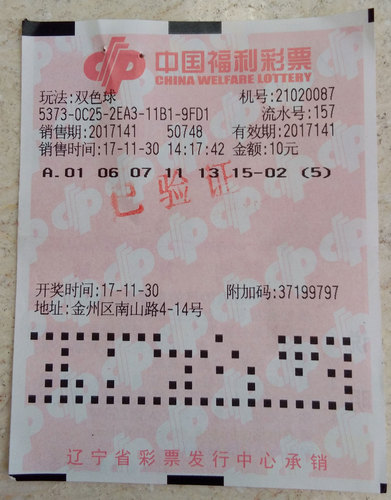 中国福利彩票
CHINA WELFARE LOTTERY
玩法:双色球 机号:21020087
5373-0C25-2EA3-11B1-9FD1 流水号:157
销售期:2017141 50748 有效期:2017141
销售时间:17-11-30 14:17:42 金额:10元
A.01 06 07 11 13 15-02 (5)
已验证
开奖时间:17-11-30 附加码:37199797
地址:金州区南山路4-14号
辽宁省彩票发行中心承销